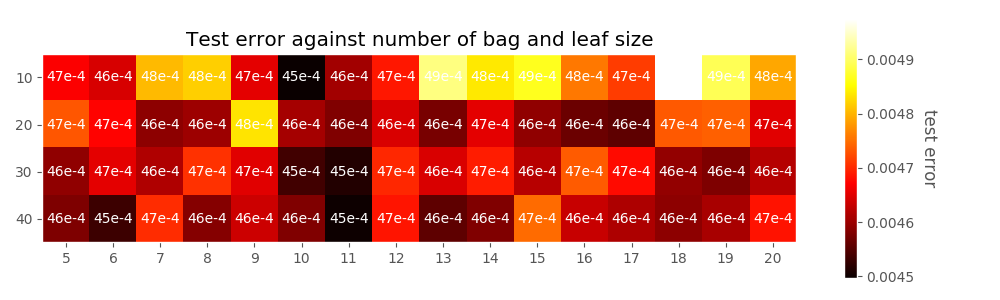 Test error against number of bag and leaf size
10 47e-4 46e-4 48e-4 48e-4 47e-4 45e-4 46e-4 47e-4 49e-4 48e-4 49e-4 48e-4 47e-4 49e-4 48e-4
20 47e-4 47e-4 46e-4 46e-4 48e-4 46e-4 46e-4 46e-4 46e-4 47e-4 46e-4 46e-4 46e-4 47e-4 47e-4 47e-4
30 46e-4 47e-4 46e-4 47e-4 47e-4 45e-4 45e-4 47e-4 46e-4 47e-4 46e-4 47e-4 47e-4 46e-4 46e-4 46e-4
40 46e-4 45e-4 47e-4 46e-4 46e-4 46e-4 45e-4 47e-4 46e-4 46e-4 47e-4 46e-4 46e-4 46e-4 46e-4 47e-4
5 6 7 8 9 10 11 12 13 14 15 16 17 18 19 20
0.0049
0.0048
0.0047
0.0046
0.0045
test error